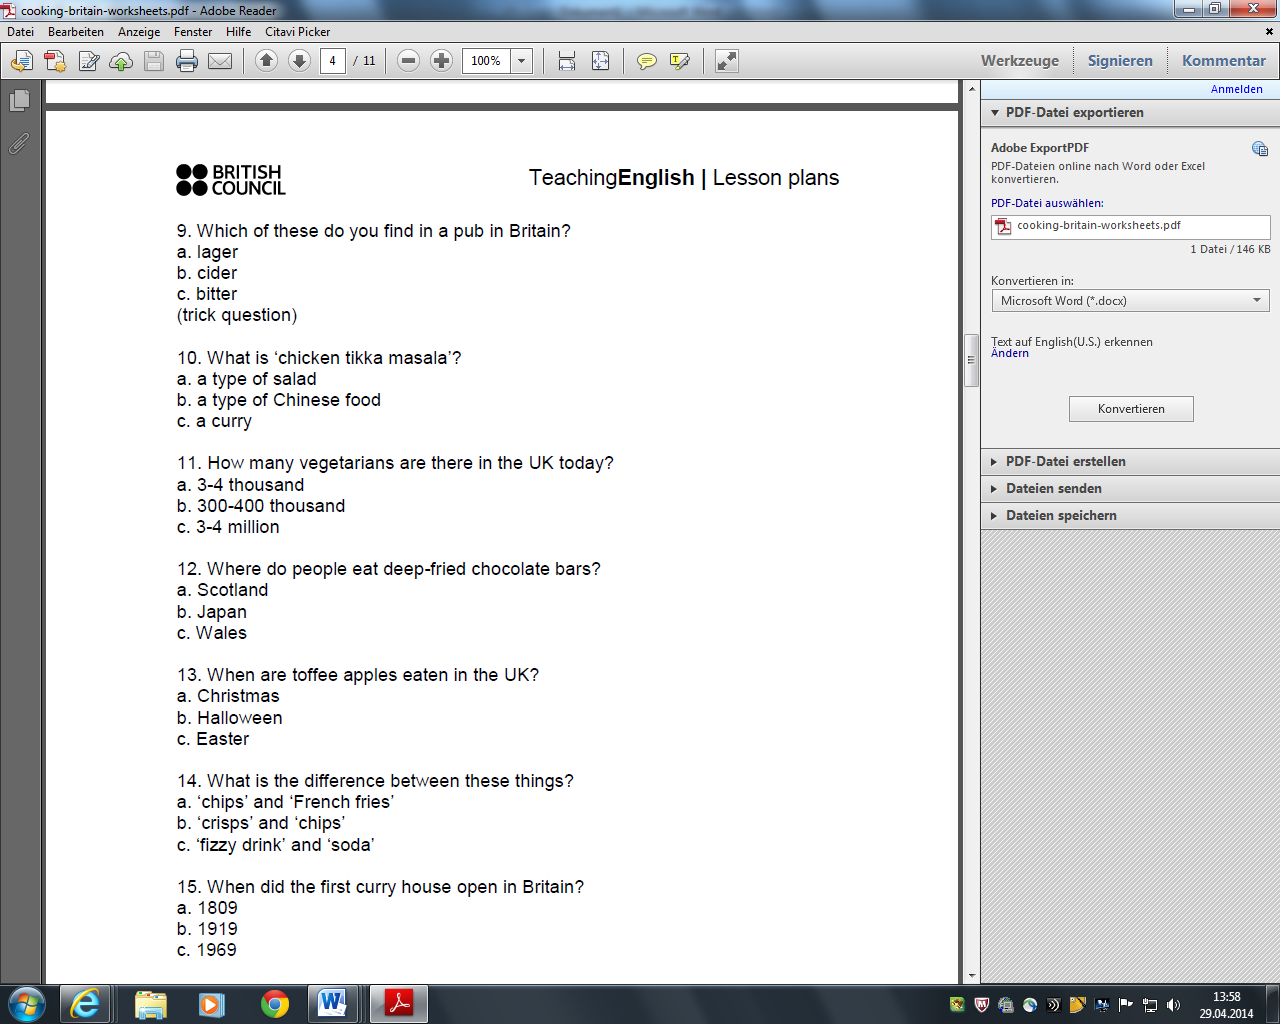 cooking-britain-worksheets.pdf - Adobe Reader
Datei Bearbeiten Anzeige Fenster Hilfe Citavi Picker
4 / 11 100% Werkzeuge Signieren Kommentar
Anmelden
BRITISH
COUNCIL
TeachingEnglish | Lesson plans
9. Which of these do you find in a pub in Britain?
a. lager
b. cider
c. bitter
(trick question)
10. What is ‘chicken tikka masala’?
a. a type of salad
b. a type of Chinese food
c. a curry
11. How many vegetarians are there in the UK today?
a. 3-4 thousand
b. 300-400 thousand
c. 3-4 million
12. Where do people eat deep-fried chocolate bars?
a. Scotland
b. Japan
c. Wales
13. When are toffee apples eaten in the UK?
a. Christmas
b. Halloween
c. Easter
14. What is the difference between these things?
a. ‘chips’ and ‘French fries’
b. ‘crisps’ and ‘chips’
c. ‘fizzy drink’ and ‘soda’
15. When did the first curry house open in Britain?
a. 1809
b. 1919
c. 1969
PDF-Datei exportieren
Adobe ExportPDF
PDF-Dateien online nach Word oder Excel
konvertieren.
PDF-Datei auswählen:
cooking-britain-worksheets.pdf
1 Datei / 146 KB
Konvertieren in:
Microsoft Word (*.docx)
Text auf English(U.S.) erkennen
Ändern
Konvertieren
PDF-Datei erstellen
Dateien senden
Dateien speichern
13:58
29.04.2014